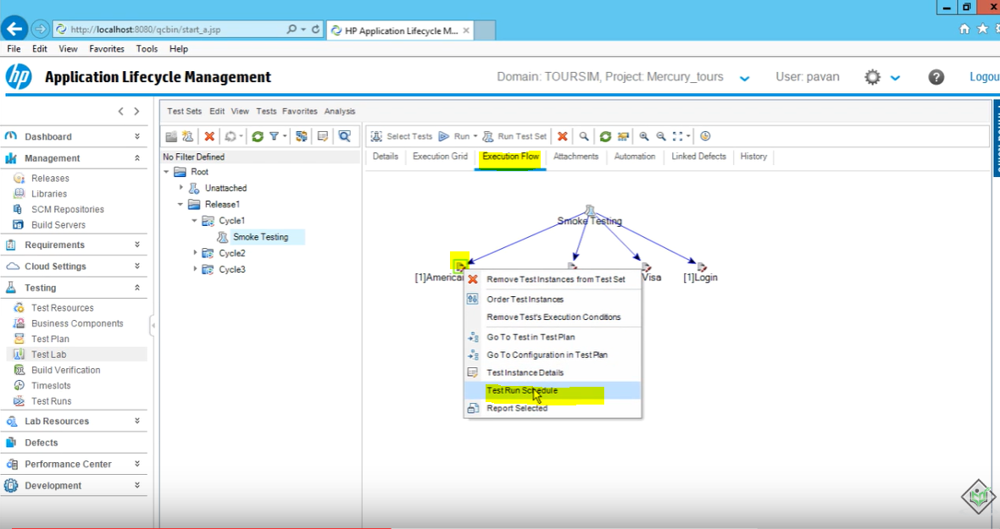 http://localhost:8080/qcbin/start_a.jsp
HP Application Lifecycle M...
File Edit View Favorites Tools Help
hp
Application Lifecycle Management
Domain: TOURSIM, Project: Mercury_tours
User: pavan
?
Logou
Dashboard
Management
Releases
Libraries
SCM Repositories
Build Servers
Requirements
Cloud Settings
Testing
Test Resources
Business Components
Test Plan
Test Lab
Build Verification
Timeslots
Test Runs
Lab Resources
Defects
Performance Center
Development
Test Sets Edit View Tests Favorites Analysis
No Filter Defined
Root
Unattached
Release1
Cycle1
Smoke Testing
Cycle2
Cycle3
Select Tests Run Run Test Set
Details Execution Grid Execution Flow Attachments Automation Linked Defects History
Smoke Testing
[1]America
Visa
[1]Login
Remove Test Instances from Test Set
Order Test Instances
Remove Test's Execution Conditions
Go To Test in Test Plan
Go To Configuration in Test Plan
Test Instance Details
Test Run Schedule
Report Selected